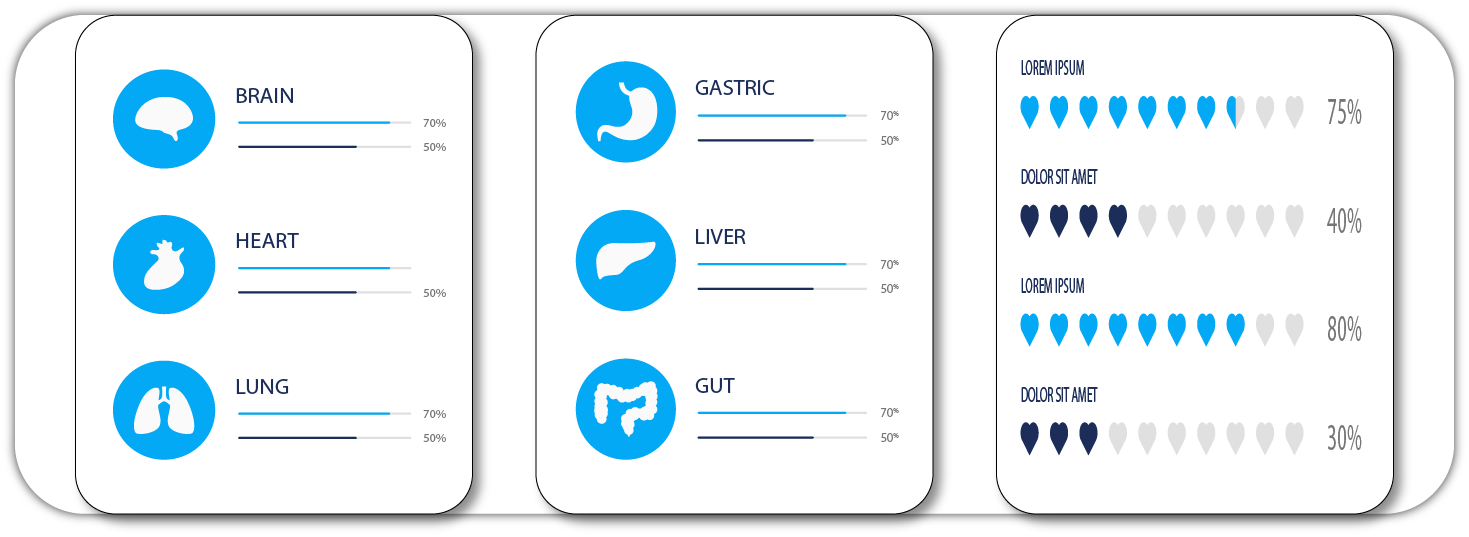 BRAIN
70%
50%
HEART
50%
LUNG
70%
50%
GASTRIC
70%
50%
LIVER
70%
50%
GUT
70%
50%
LOREM IPSUM
75%
DOLOR SIT AMET
40%
LOREM IPSUM
80%
DOLOR SIT AMET
30%